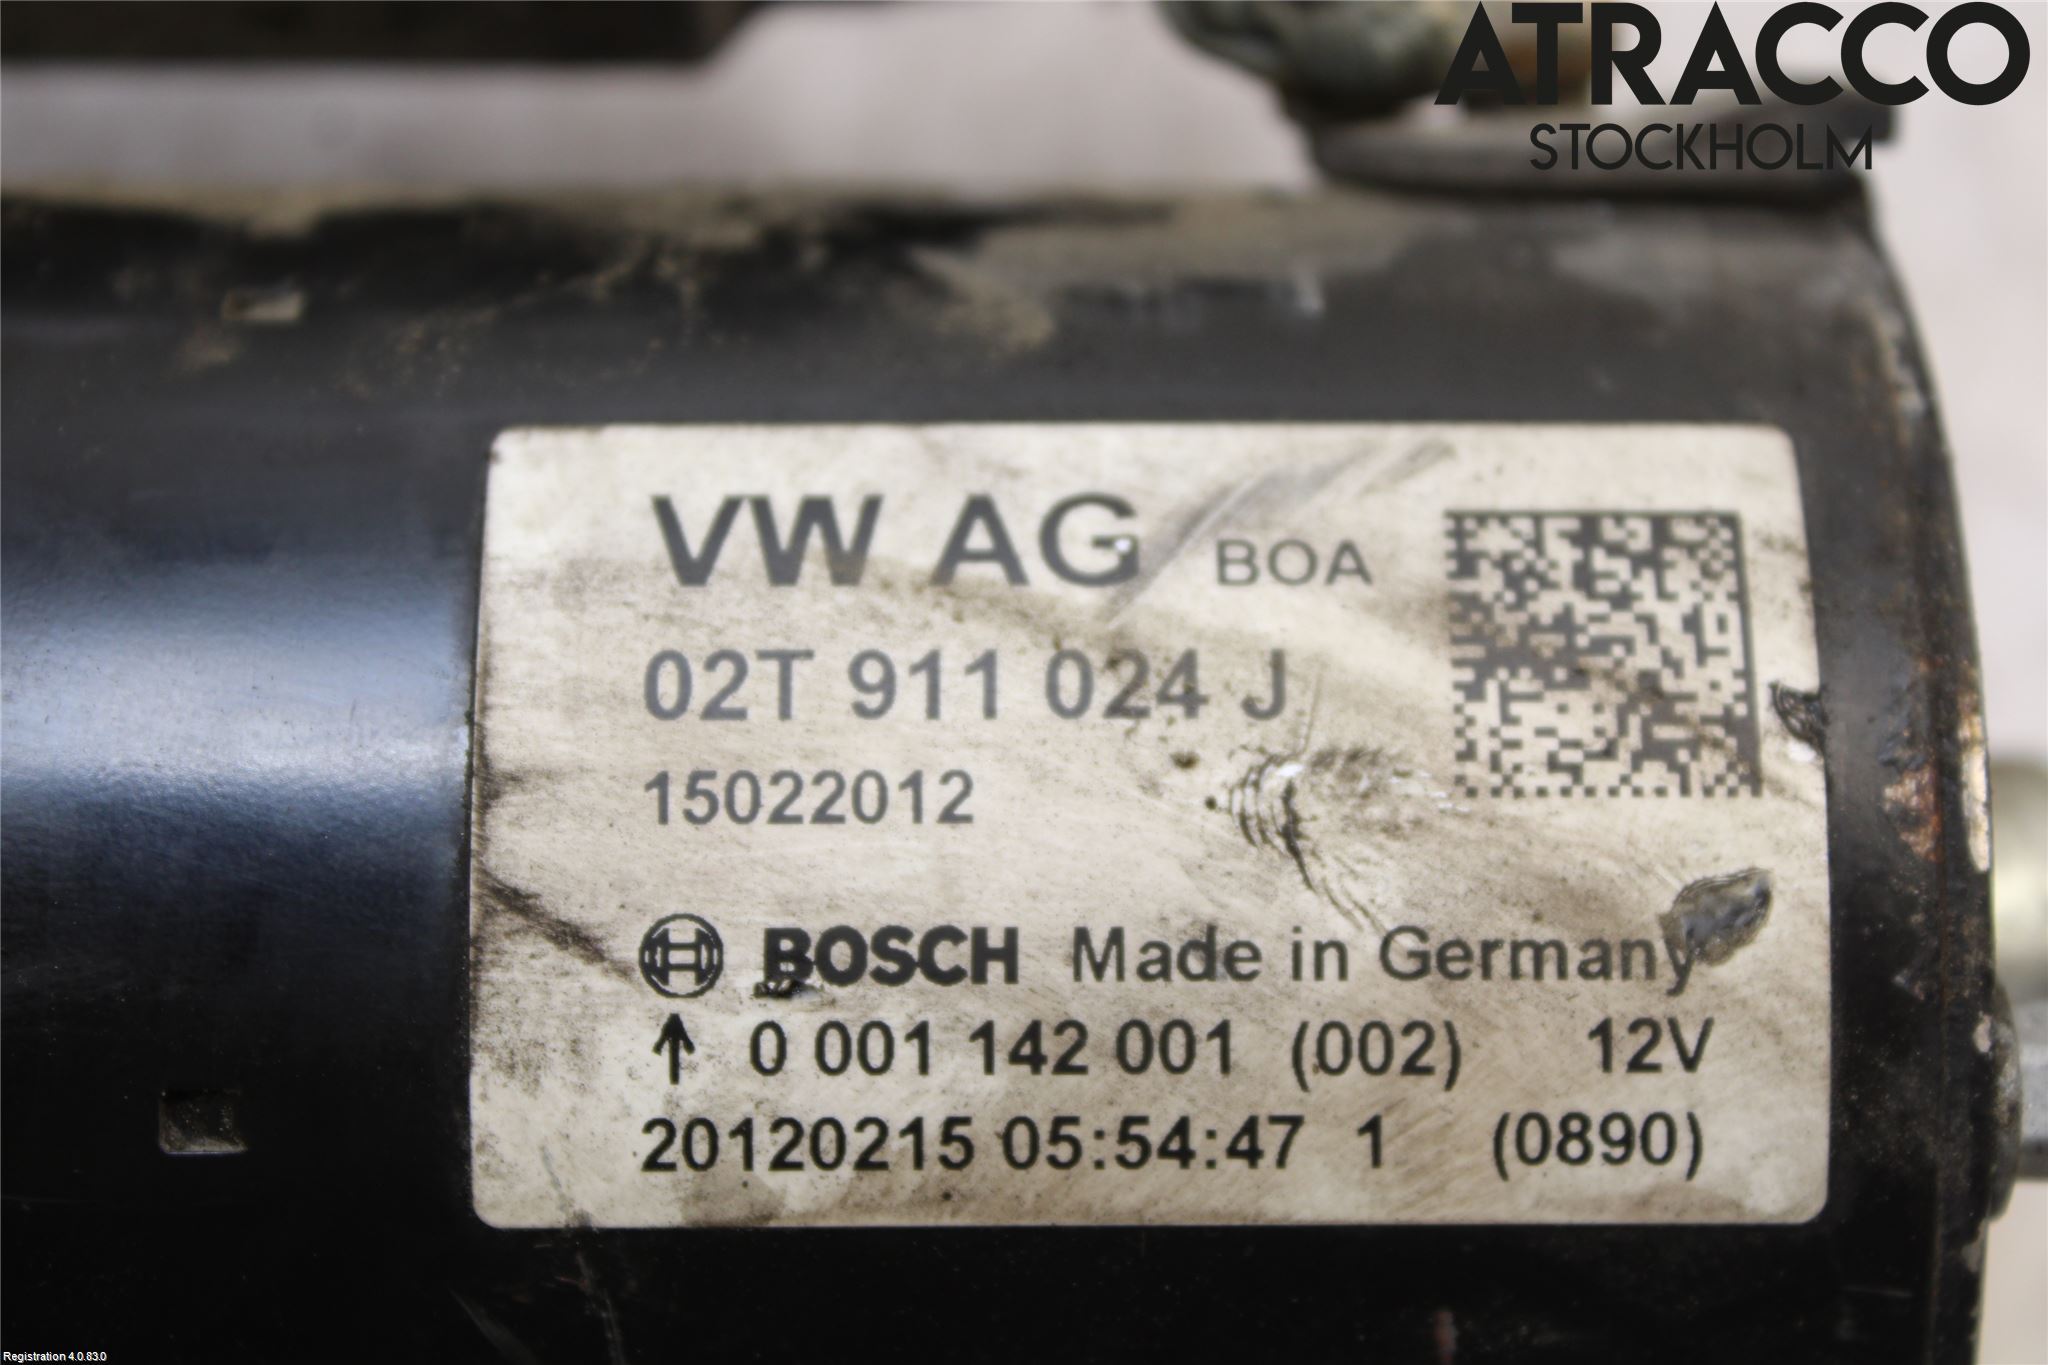 ATRACCO
STOCKHOLM
VW AG BOA
02T 911 024 J
15022012
BOSCH Made in Germany
↑ 0 001 142 001 (002) 12V
20120215 05:54:47 1 (0890)
Registration 4.0.83.0